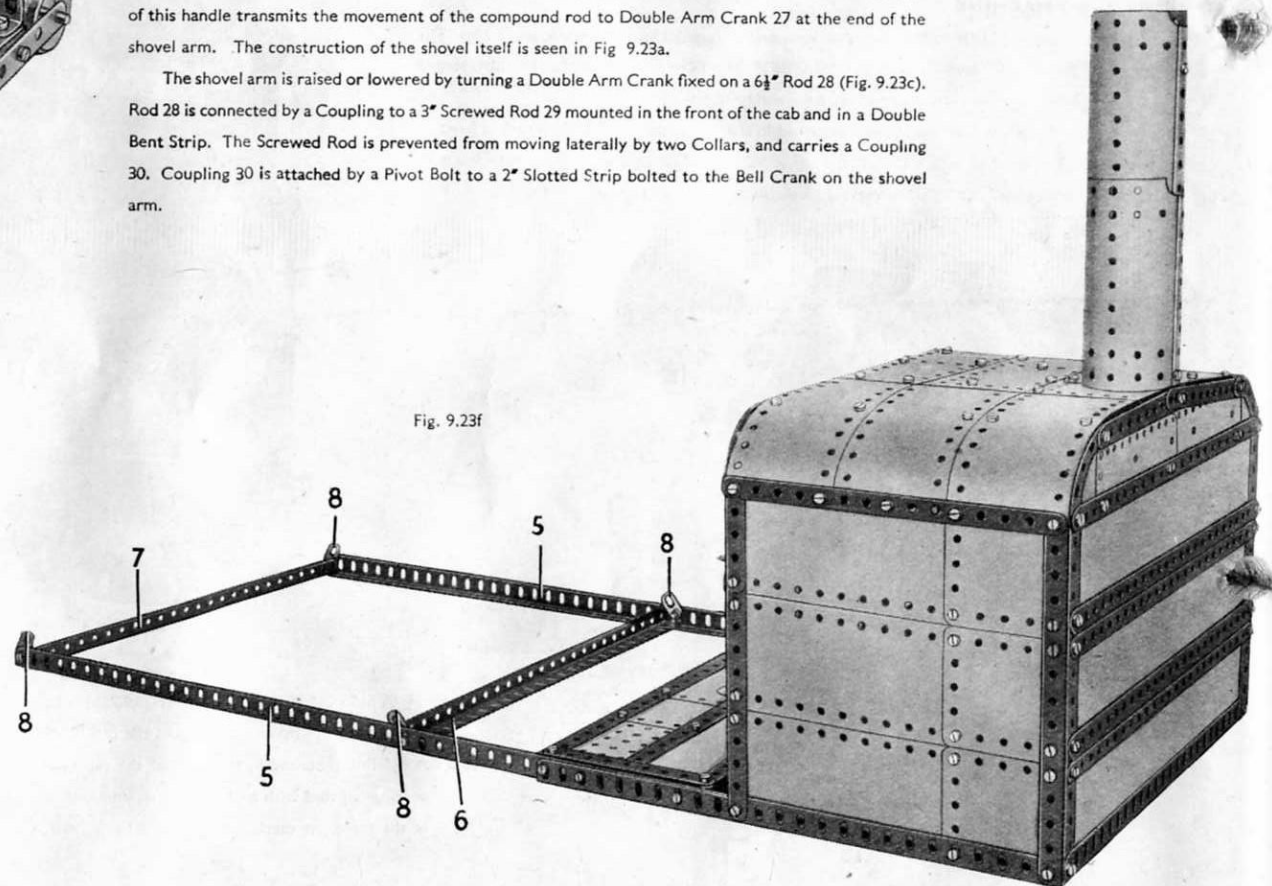 of this handle transmits the movement of the compound rod to Double Arm Crank 27 at the end of the
shovel arm. The construction of the shovel itself is seen in Fig 9.23a.
The shovel arm is raised or lowered by turning a Double Arm Crank fixed on a 6½" Rod 28 (Fig. 9.23c).
Rod 28 is connected by a Coupling to a 3" Screwed Rod 29 mounted in the front of the cab and in a Double
Bent Strip. The Screwed Rod is prevented from moving laterally by two Collars, and carries a Coupling
30. Coupling 30 is attached by a Pivot Bolt to a 2" Slotted Strip bolted to the Bell Crank on the shovel
arm.
Fig. 9.23f
8
5
8
7
8
5
8
6